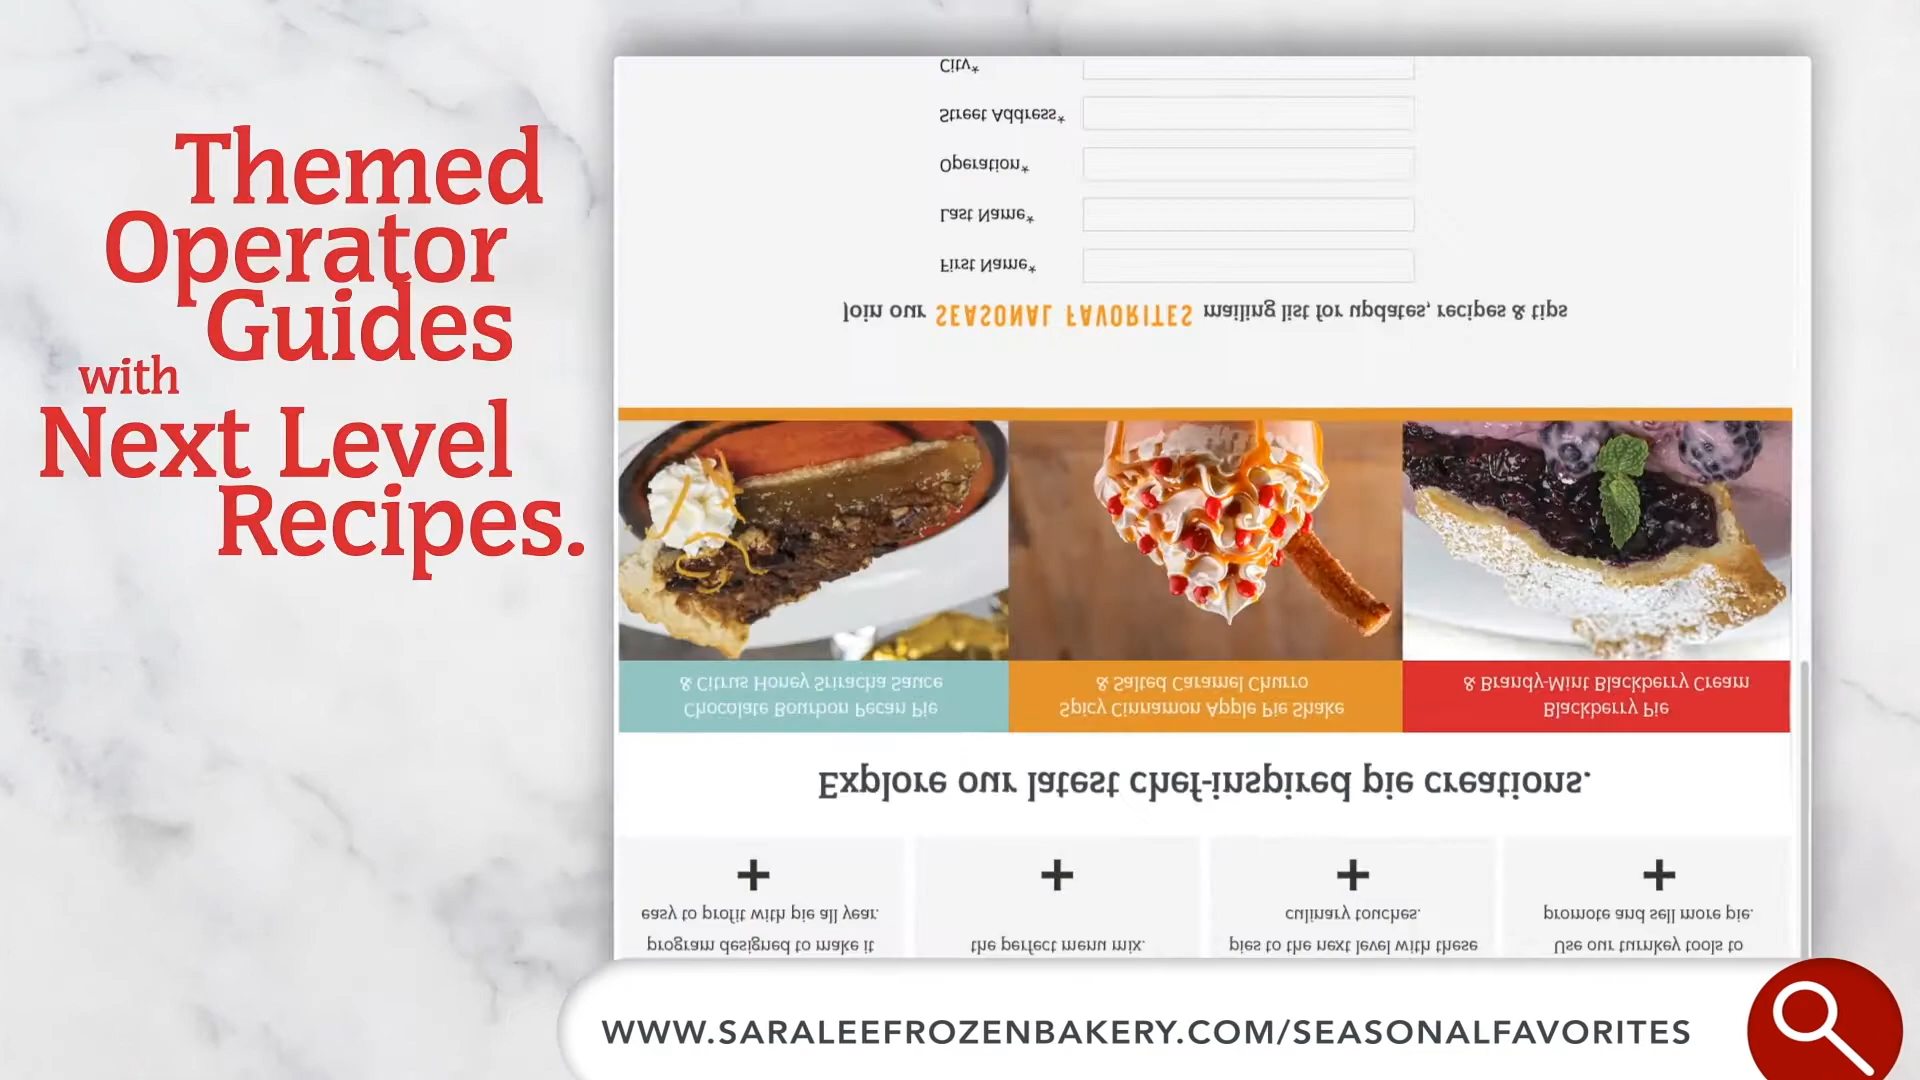 Themed
Operator
Guides
with
Next Level
Recipes.
City*
Street Address*
Operation*
Last Name*
First Name*
Join our SEASONAL FAVORITES mailing list for updates, recipes & tips
Chocolate Bourbon Pecan Pie
& Citrus Honey Sriracha Sauce
Spicy Cinnamon Apple Pie Shake
& Salted Caramel Churro
Blackberry Pie
& Brandy-Mint Blackberry Cream
Explore our latest chef-inspired pie creations.
program designed to make it
easy to profit with pie all year.
+
the perfect menu mix.
+
pies to the next level with these
culinary touches.
+
Use our turnkey tools to
promote and sell more pie.
+
WWW.SARALEEFROZENBAKERY.COM/SEASONALFAVORITES